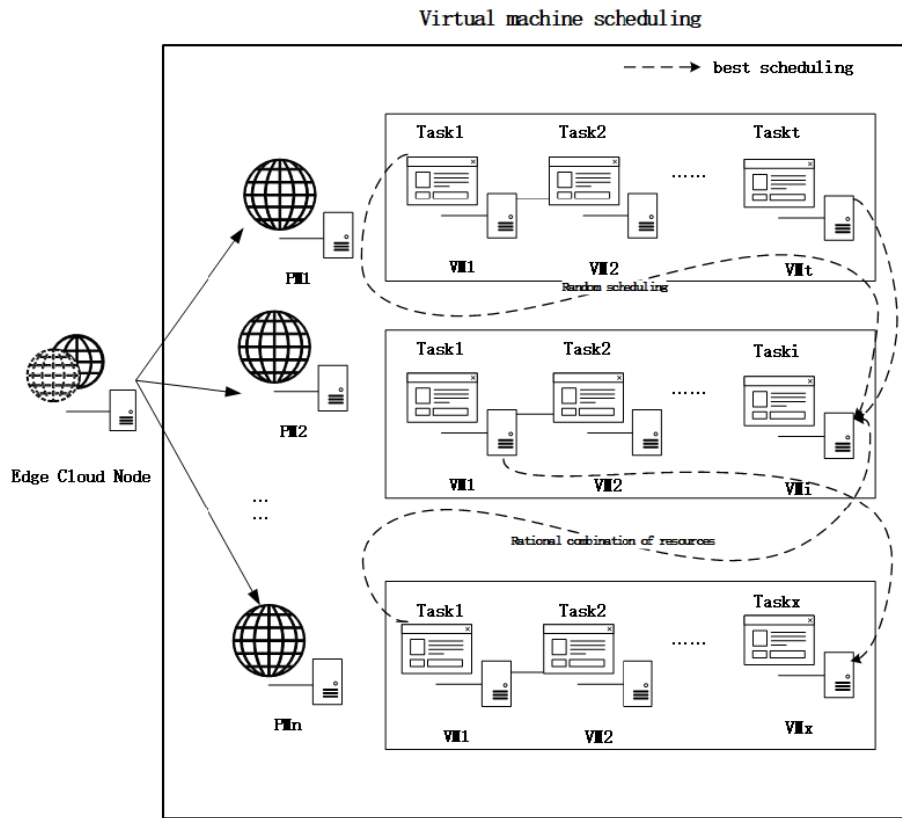 Virtual machine scheduling
best scheduling
Task1 Task2 Taskt
......
PM1
VM1 VM2 VMt
Random scheduling
Task1 Task2 Taski
......
PM2
VM1 VM2 VMi
Edge Cloud Node
...
...
Rational combination of resources
Task1 Task2 Taskx
......
PMn
VM1 VM2 VMx